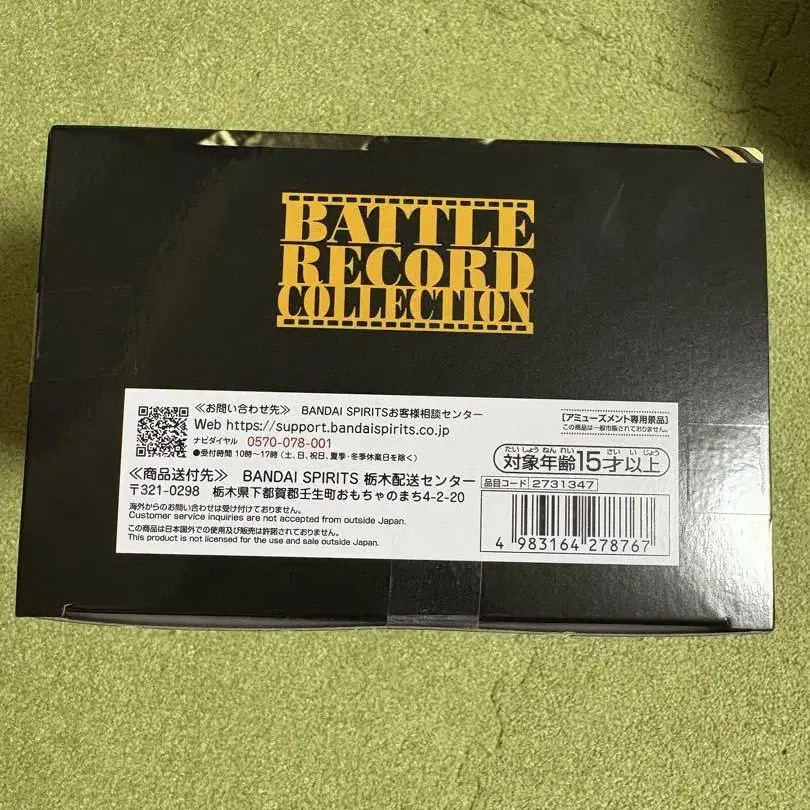 BATTLE
RECORD
COLLECTION
≪お問い合わせ先≫ BANDAI SPIRITSお客様相談センター
Web https://support.bandaispirits.co.jp
ナビダイヤル 0570-078-001
●受付時間 10時〜17時(土、日、祝日、夏季・冬季休業日を除く)
≪商品送付先≫ BANDAI SPIRITS 栃木配送センター
〒321-0298 栃木県下都賀郡壬生町おもちゃのまち4-2-20
海外からのお問い合わせは受け付けておりません。
Customer service inquiries are not accepted from outside Japan.
この商品は日本国外での使用及び販売は許諾されておりません。
This product is not licensed for the use and sale outside Japan.
[アミューズメント専用景品]
この商品は一般市販されておりません。
たいしょうねんれい さい いじょう
対象年齢15才以上
品目コード 2731347
4 983164 278767